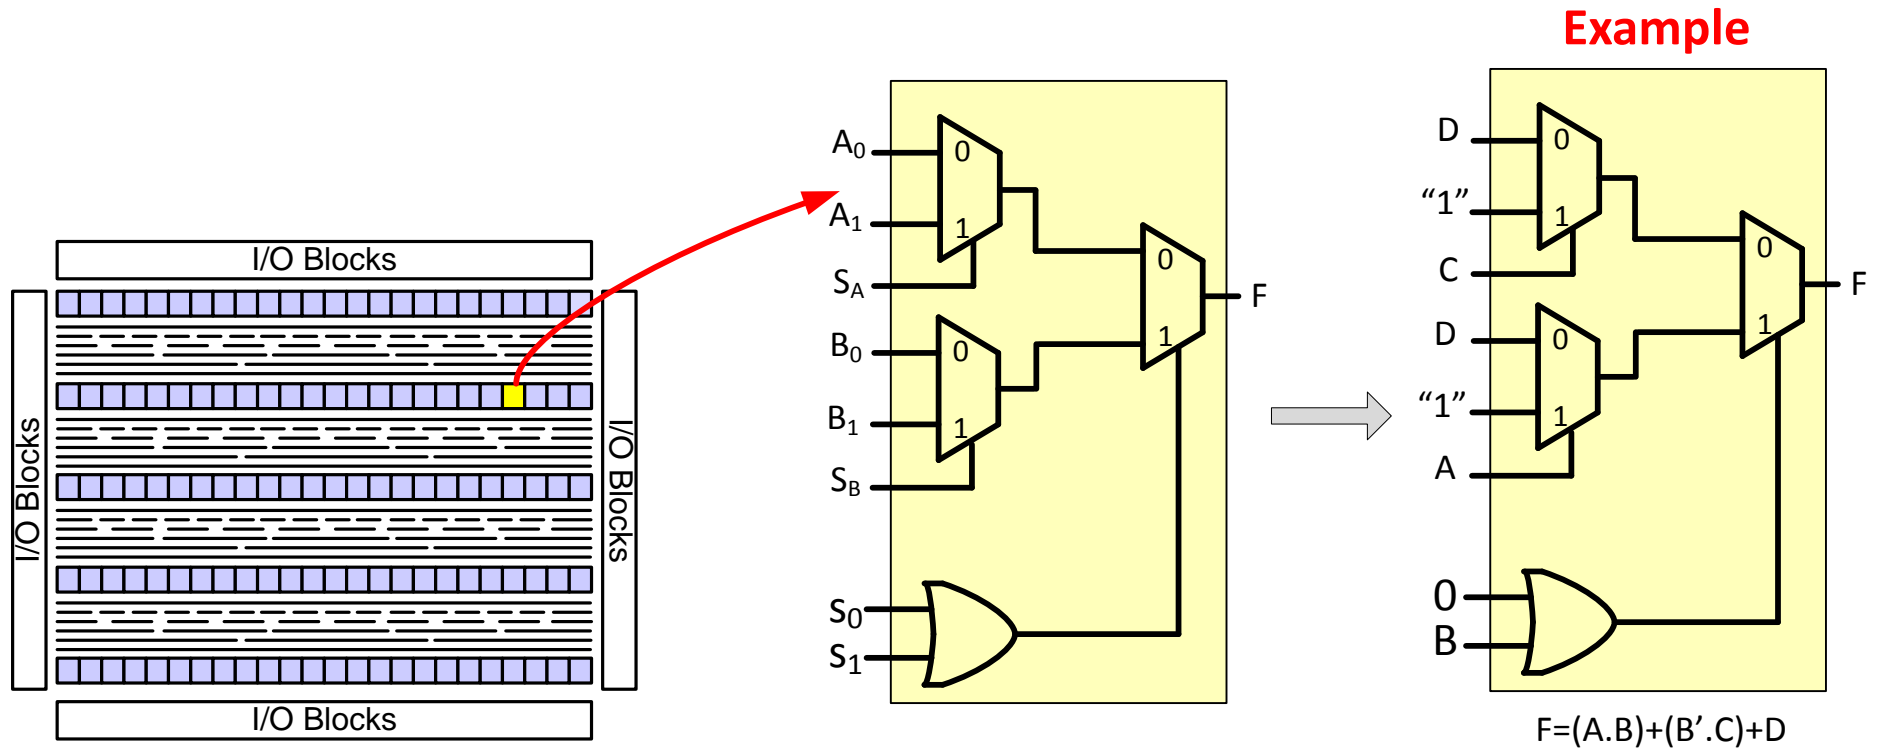 Example
I/O Blocks
I/O Blocks
I/O Blocks
I/O Blocks
A0
0
A1
1
SA
B0
0
B1
1
SB
0
1
F
S0
S1
D
0
“1”
1
C
D
0
“1”
1
A
0
1
F
0
B
F=(A.B)+(B’.C)+D